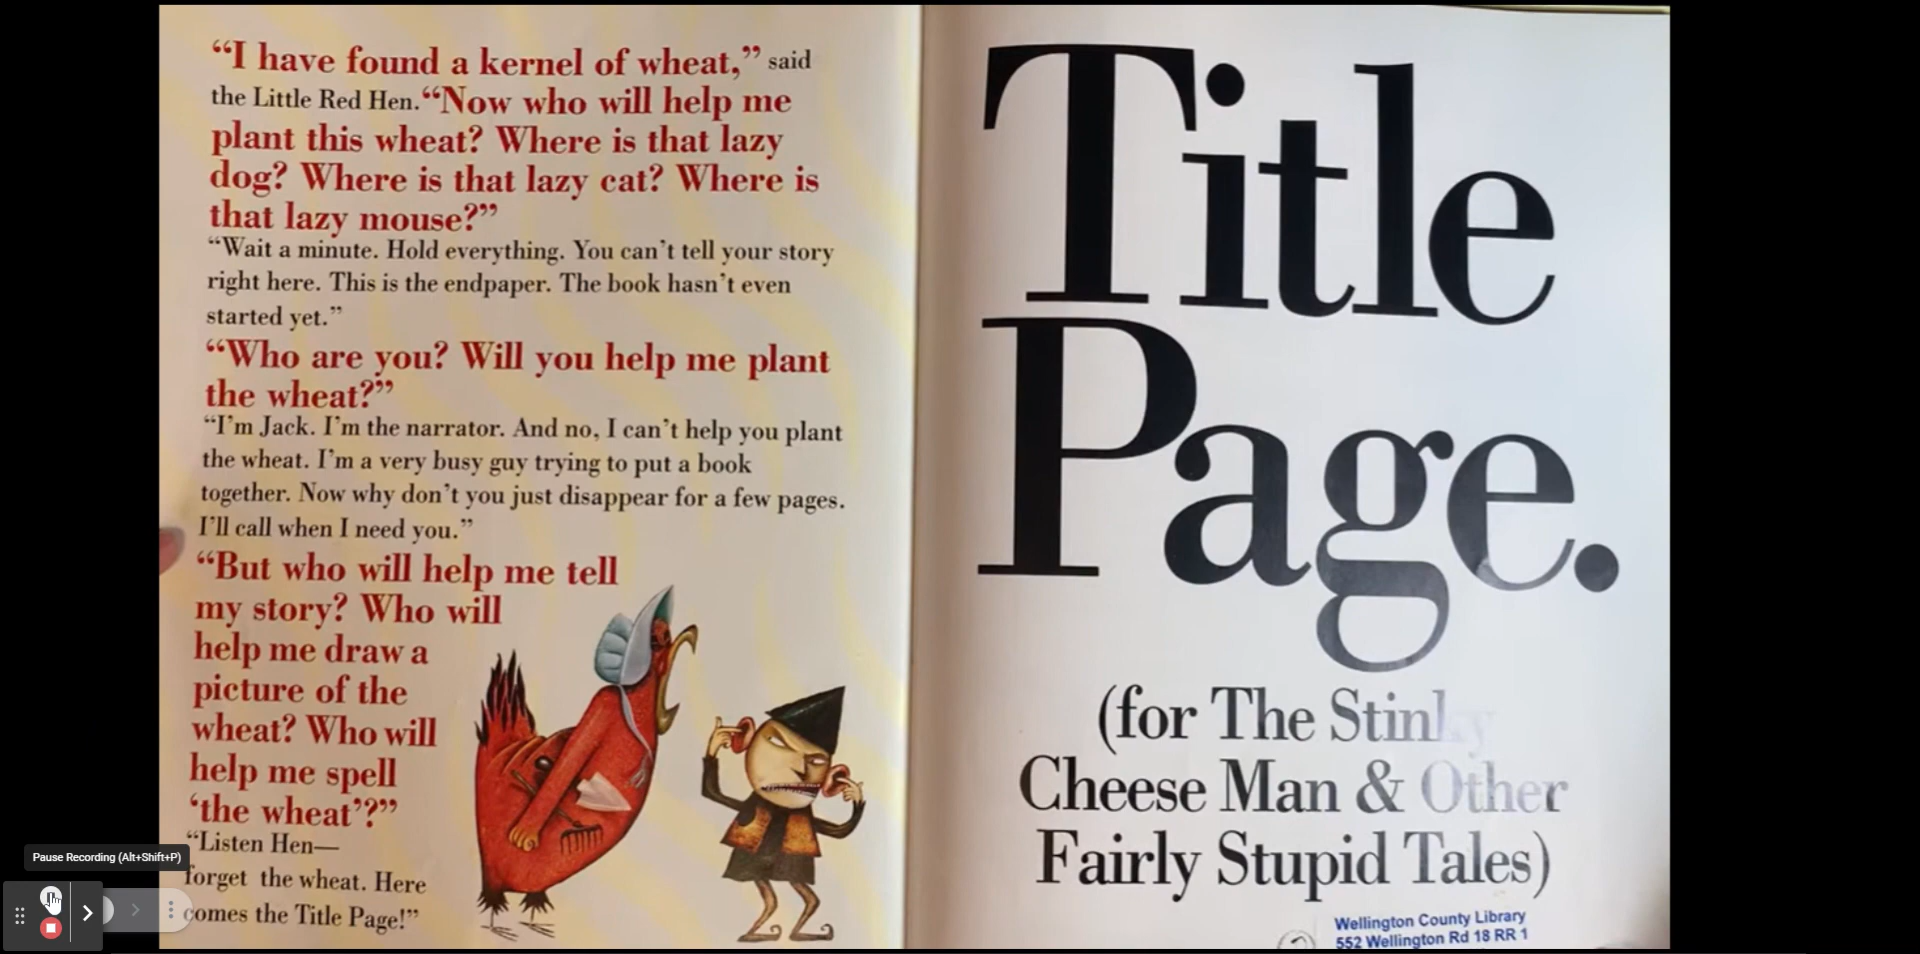 “I have found a kernel of wheat,” said
the Little Red Hen. “Now who will help me
plant this wheat? Where is that lazy
dog? Where is that lazy cat? Where is
that lazy mouse?”
“Wait a minute. Hold everything. You can’t tell your story
right here. This is the endpaper. The book hasn’t even
started yet.”
“Who are you? Will you help me plant
the wheat?”
“I’m Jack. I’m the narrator. And no, I can’t help you plant
the wheat. I’m a very busy guy trying to put a book
together. Now why don’t you just disappear for a few pages.
I’ll call when I need you.”
“But who will help me tell
my story? Who will
help me draw a
picture of the
wheat? Who will
help me spell
‘the wheat’?”
“Listen Hen—
forget the wheat. Here
comes the Title Page!”
Title
Page.
(for The Stinky
Cheese Man & Other
Fairly Stupid Tales)
Wellington County Library
552 Wellington Rd 18 RR 1
Pause Recording (Alt+Shift+P)